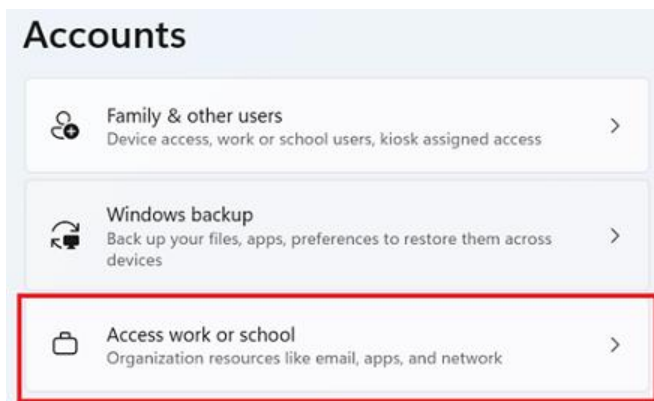 Accounts
Family & other users
Device access, work or school users, kiosk assigned access
Windows backup
Back up your files, apps, preferences to restore them across
devices
Access work or school
Organization resources like email, apps, and network